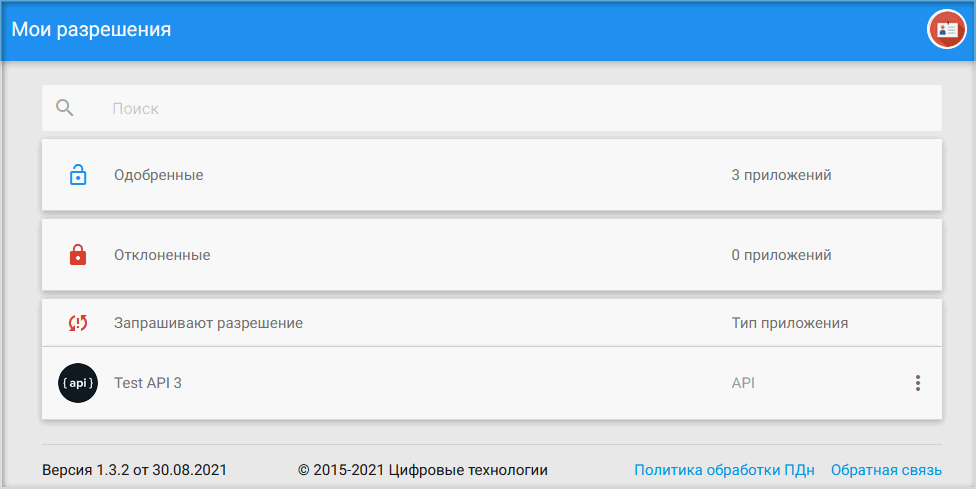 Мои разрешения
Поиск
Одобренные 3 приложений
Отклоненные 0 приложений
Запрашивают разрешение Тип приложения
{ api } Test API 3 API
Версия 1.3.2 от 30.08.2021 © 2015-2021 Цифровые технологии Политика обработки ПДн Обратная связь